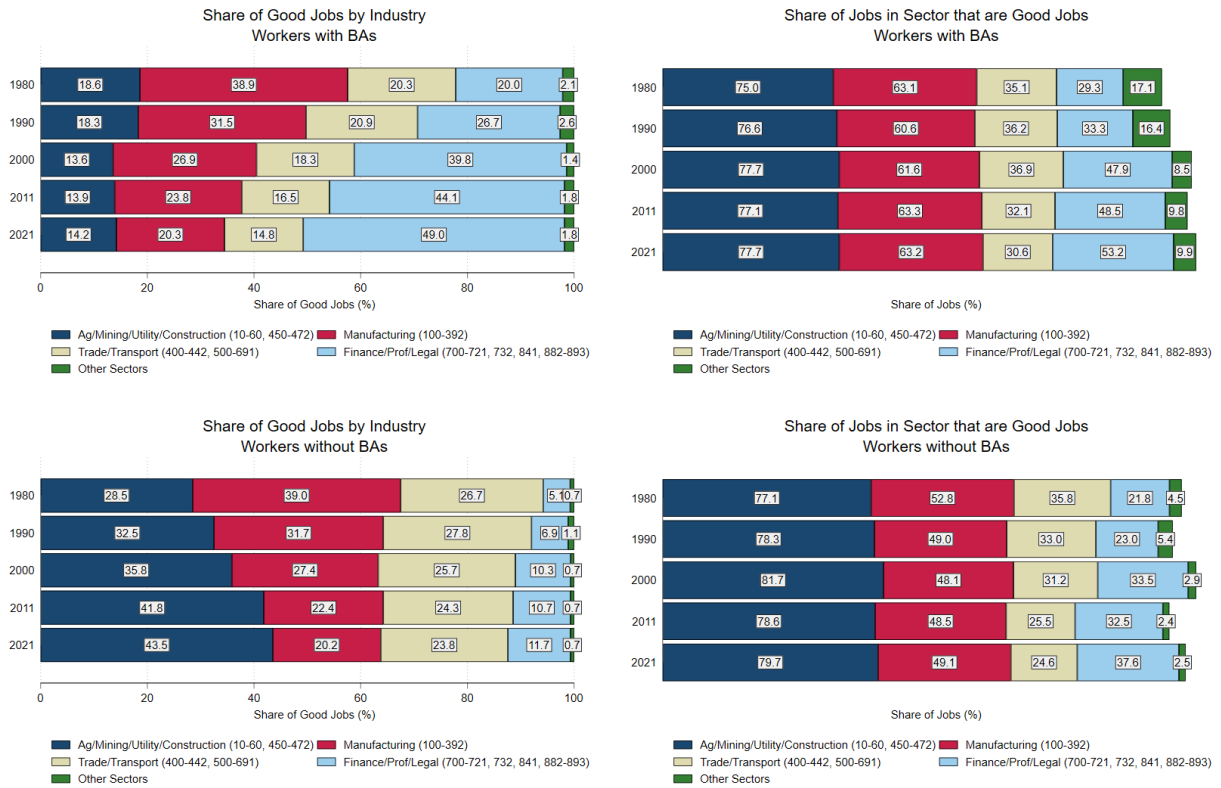 Share of Good Jobs by Industry
Workers with BAs
1980 18.6 38.9 20.3 20.0 2.1
1990 18.3 31.5 20.9 26.7 2.6
2000 13.6 26.9 18.3 39.8 1.4
2011 13.9 23.8 16.5 44.1 1.8
2021 14.2 20.3 14.8 49.0 1.8
0 20 40 60 80 100
Share of Good Jobs (%)
Ag/Mining/Utility/Construction (10-60, 450-472) Manufacturing (100-392)
Trade/Transport (400-442, 500-691) Finance/Prof/Legal (700-721, 732, 841, 882-893)
Other Sectors
Share of Jobs in Sector that are Good Jobs
Workers with BAs
1980 75.0 63.1 35.1 29.3 17.1
1990 76.6 60.6 36.2 33.3 16.4
2000 77.7 61.6 36.9 47.9 8.5
2011 77.1 63.3 32.1 48.5 9.8
2021 77.7 63.2 30.6 53.2 9.9
Share of Jobs (%)
Ag/Mining/Utility/Construction (10-60, 450-472) Manufacturing (100-392)
Trade/Transport (400-442, 500-691) Finance/Prof/Legal (700-721, 732, 841, 882-893)
Other Sectors
Share of Good Jobs by Industry
Workers without BAs
1980 28.5 39.0 26.7 5.1 0.7
1990 32.5 31.7 27.8 6.9 1.1
2000 35.8 27.4 25.7 10.3 0.7
2011 41.8 22.4 24.3 10.7 0.7
2021 43.5 20.2 23.8 11.7 0.7
0 20 40 60 80 100
Share of Good Jobs (%)
Ag/Mining/Utility/Construction (10-60, 450-472) Manufacturing (100-392)
Trade/Transport (400-442, 500-691) Finance/Prof/Legal (700-721, 732, 841, 882-893)
Other Sectors
Share of Jobs in Sector that are Good Jobs
Workers without BAs
1980 77.1 52.8 35.8 21.8 4.5
1990 78.3 49.0 33.0 23.0 5.4
2000 81.7 48.1 31.2 33.5 2.9
2011 78.6 48.5 25.5 32.5 2.4
2021 79.7 49.1 24.6 37.6 2.5
Share of Jobs (%)
Ag/Mining/Utility/Construction (10-60, 450-472) Manufacturing (100-392)
Trade/Transport (400-442, 500-691) Finance/Prof/Legal (700-721, 732, 841, 882-893)
Other Sectors